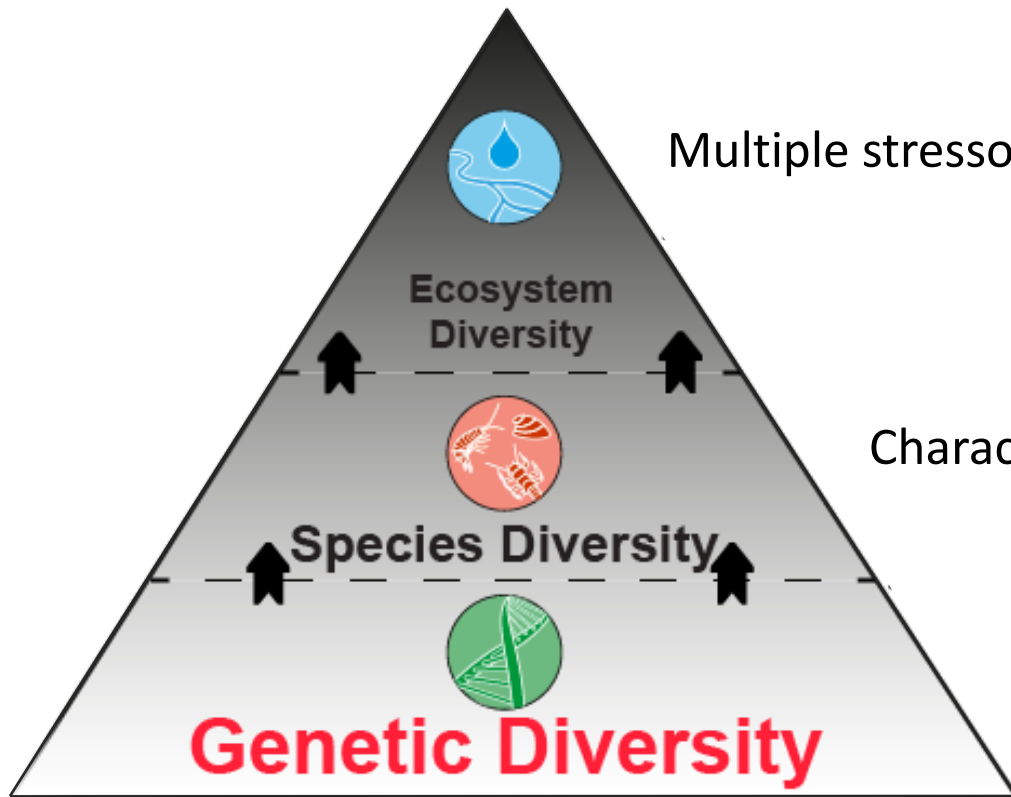 Multiple stresso
Ecosystem
Diversity
Charac
Species Diversity
Genetic Diversity